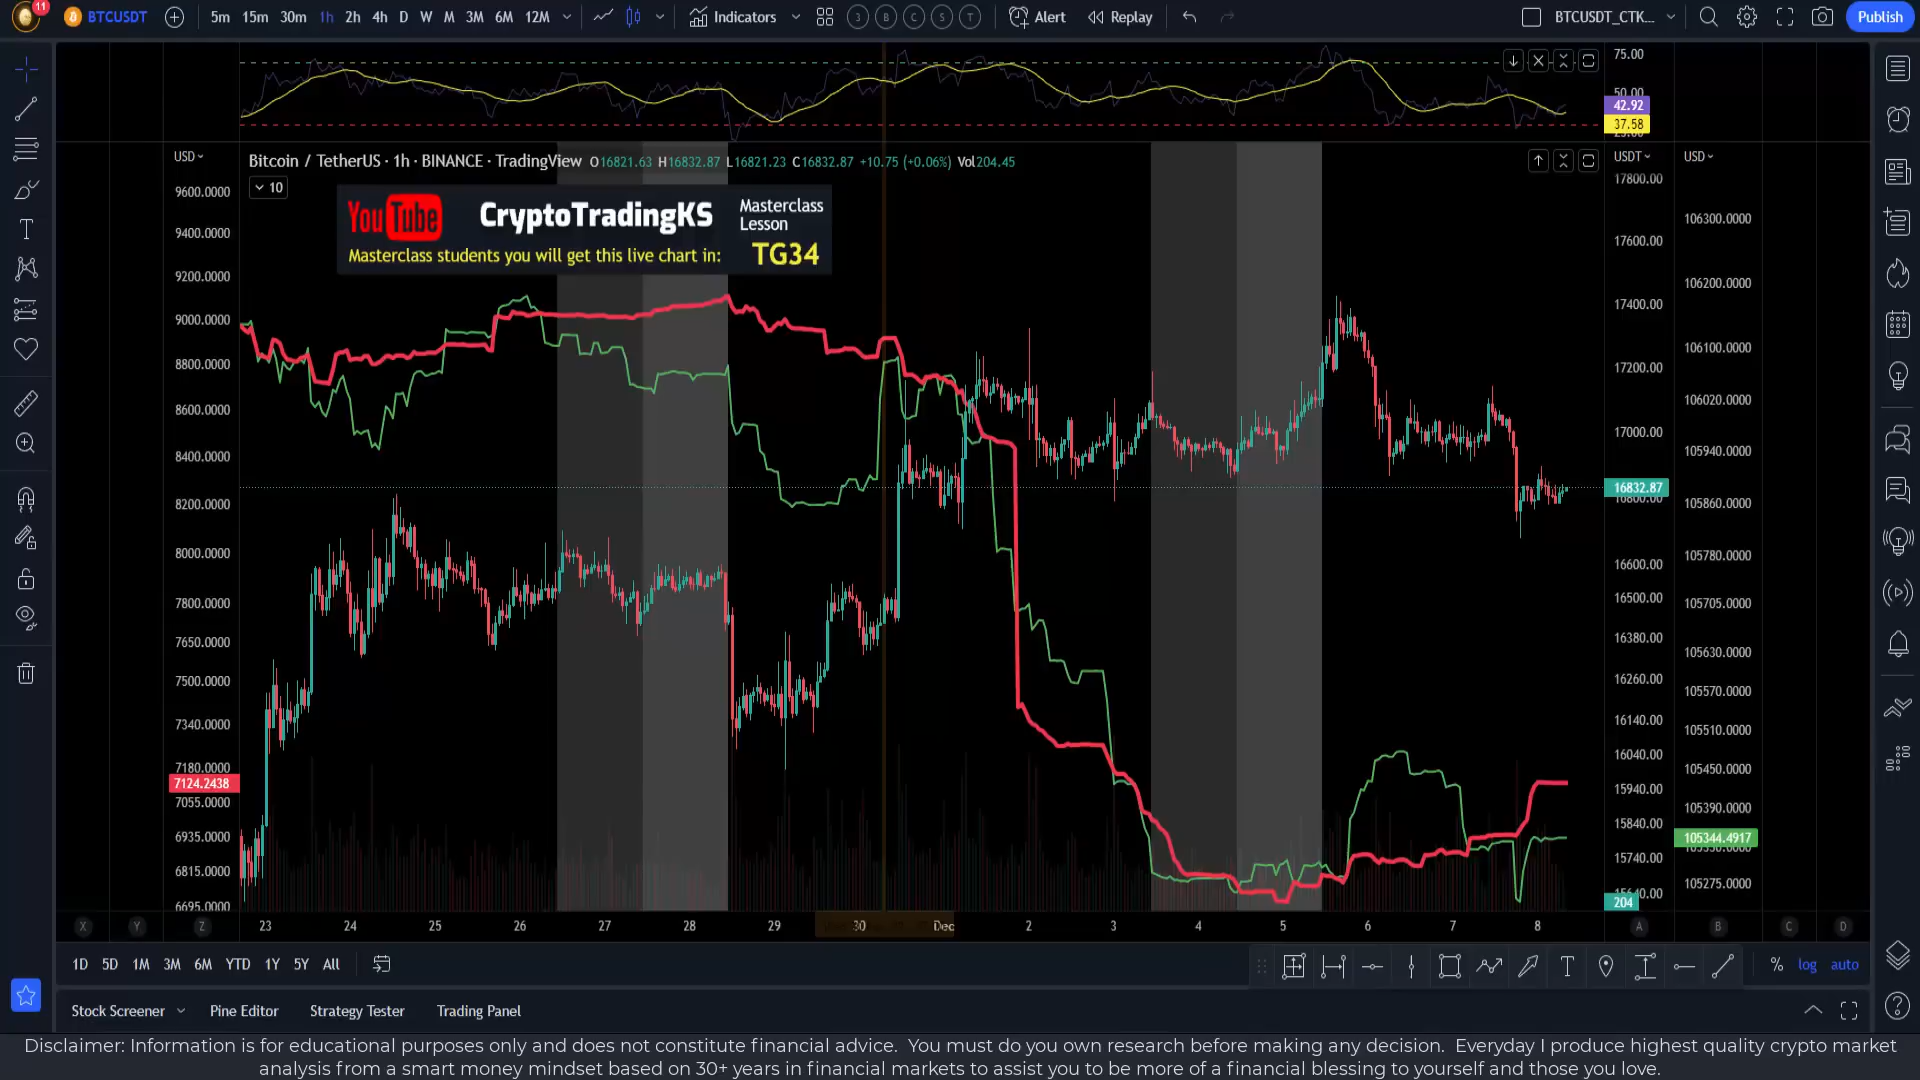 11
BTCUSDT
5m 15m 30m 1h 2h 4h D W M 3M 6M 12M
Indicators
3 B C S T
Alert
Replay
BTCUSDT_CTK...
Publish
75.00
50.00
42.92
37.58
USD
Bitcoin / TetherUS · 1h · BINANCE · TradingView O16821.63 H16832.87 L16821.23 C16832.87 +10.75 (+0.06%) Vol204.45
10
YouTube
CryptoTradingKS
Masterclass
Lesson
Masterclass students you will get this live chart in:
TG34
9600.0000
9400.0000
9200.0000
9000.0000
8800.0000
8600.0000
8400.0000
8200.0000
8000.0000
7800.0000
7650.0000
7500.0000
7340.0000
7180.0000
7124.2438
7055.0000
6935.0000
6815.0000
6695.0000
USDT
17800.00
17600.00
17400.00
17200.00
17000.00
16832.87
16800.00
16600.00
16500.00
16380.00
16260.00
16140.00
16040.00
15940.00
15840.00
15740.00
15640.00
204
USD
106300.0000
106200.0000
106100.0000
106020.0000
105940.0000
105860.0000
105780.0000
105705.0000
105630.0000
105570.0000
105510.0000
105450.0000
105390.0000
105344.4917
105275.0000
X Y Z 23 24 25 26 27 28 29 30 Dec 2 3 4 5 6 7 8 A B C D
1D 5D 1M 3M 6M YTD 1Y 5Y All
% log auto
Stock Screener Pine Editor Strategy Tester Trading Panel
Disclaimer: Information is for educational purposes only and does not constitute financial advice. You must do you own research before making any decision. Everyday I produce highest quality crypto market
analysis from a smart money mindset based on 30+ years in financial markets to assist you to be more of a financial blessing to yourself and those you love.